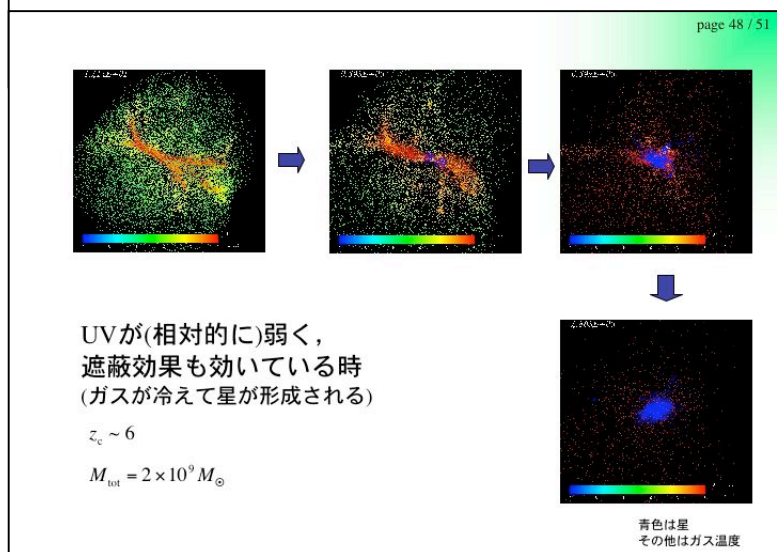 page 48 / 51
UVが(相対的に)弱く,
遮蔽効果も効いている時
(ガスが冷えて星が形成される)
z_c ~ 6
M_tot = 2 × 10^9 M_⊙
青色は星
その他はガス温度